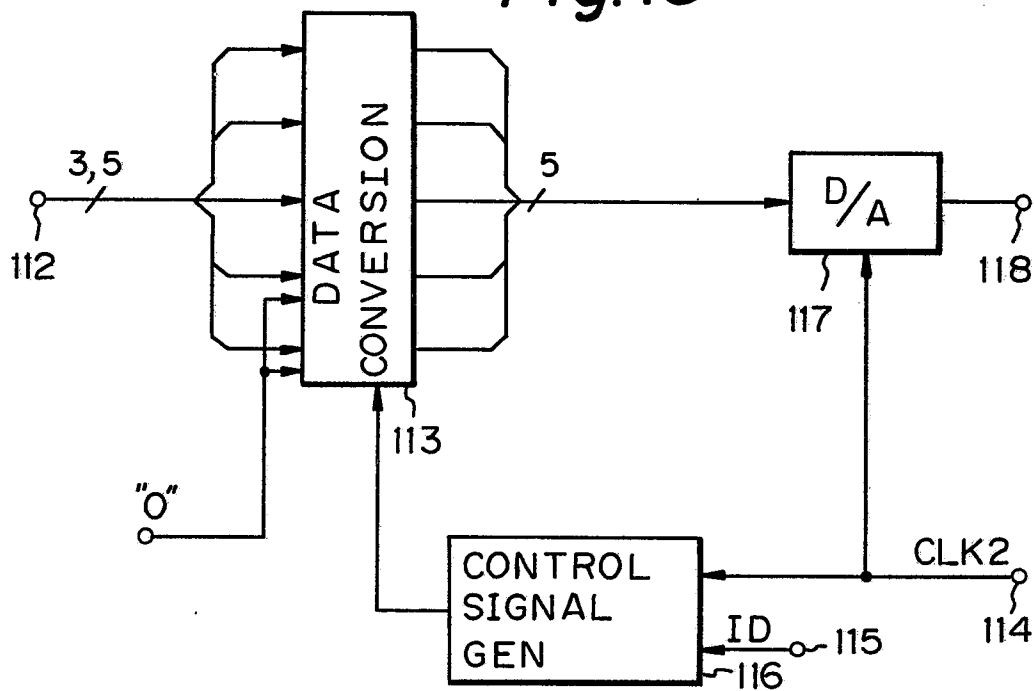 3,5
112
DATA
CONVERSION
113
5
D/A
117
118
"0"
CONTROL
SIGNAL
GEN
116
CLK2
114
ID
115